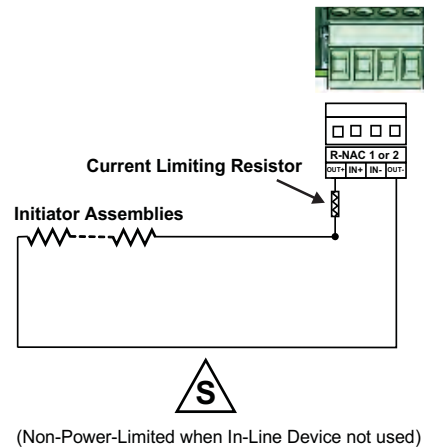 R-NAC 1 or 2
OUT+ IN+ IN- OUT-
Current Limiting Resistor
Initiator Assemblies
S
(Non-Power-Limited when In-Line Device not used)